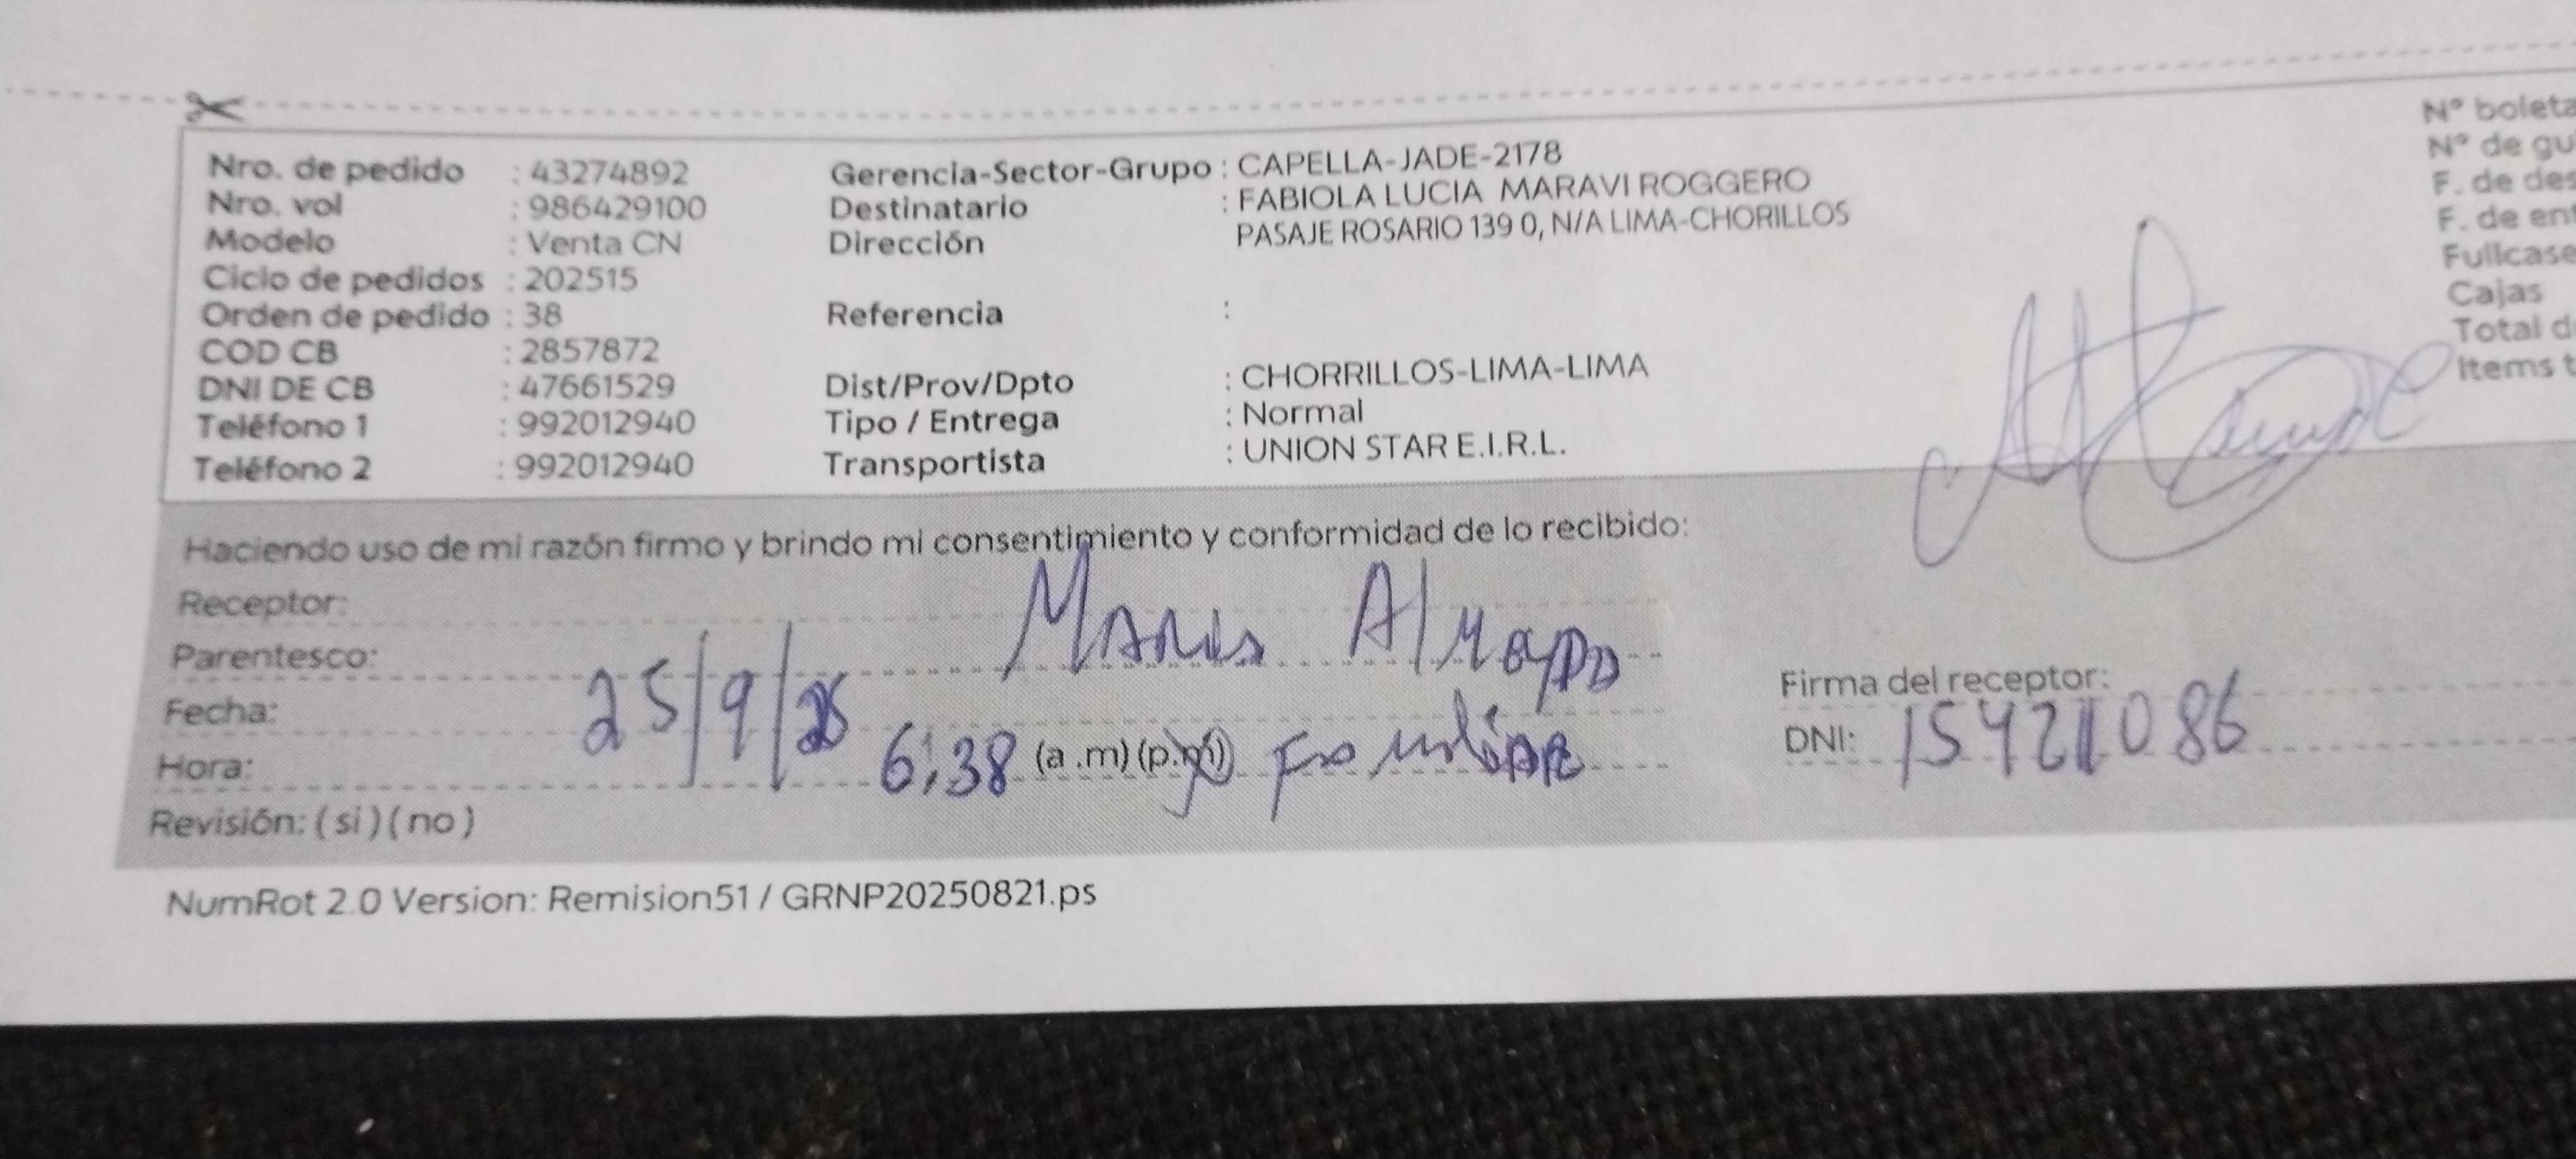 Nro. de pedido : 43274892
Nro. vol : 986429100
Modelo : Venta CN
Ciclo de pedidos : 202515
Orden de pedido : 38
COD CB : 2857872
DNI DE CB : 47661529
Teléfono 1 : 992012940
Teléfono 2 : 992012940
Gerencia-Sector-Grupo : CAPELLA-JADE-2178
Destinatario : FABIOLA LUCIA MARAVI ROGGERO
Dirección PASAJE ROSARIO 139 0, N/A LIMA-CHORILLOS
Referencia :
Dist/Prov/Dpto : CHORRILLOS-LIMA-LIMA
Tipo / Entrega : Normal
Transportista : UNION STAR E.I.R.L.
N° boleta
N° de gu
F. de des
F. de ent
Fullcase
Cajas
Total d
Items t
Haciendo uso de mi razón firmo y brindo mi consentimiento y conformidad de lo recibido:
Receptor:
Parentesco:
Fecha: 25/9/25
Hora: 6:38 (a .m) (p.m) Familiar
Revisión: ( si ) ( no )
Firma del receptor:
DNI: 15421086
NumRot 2.0 Version: Remision51 / GRNP20250821.ps